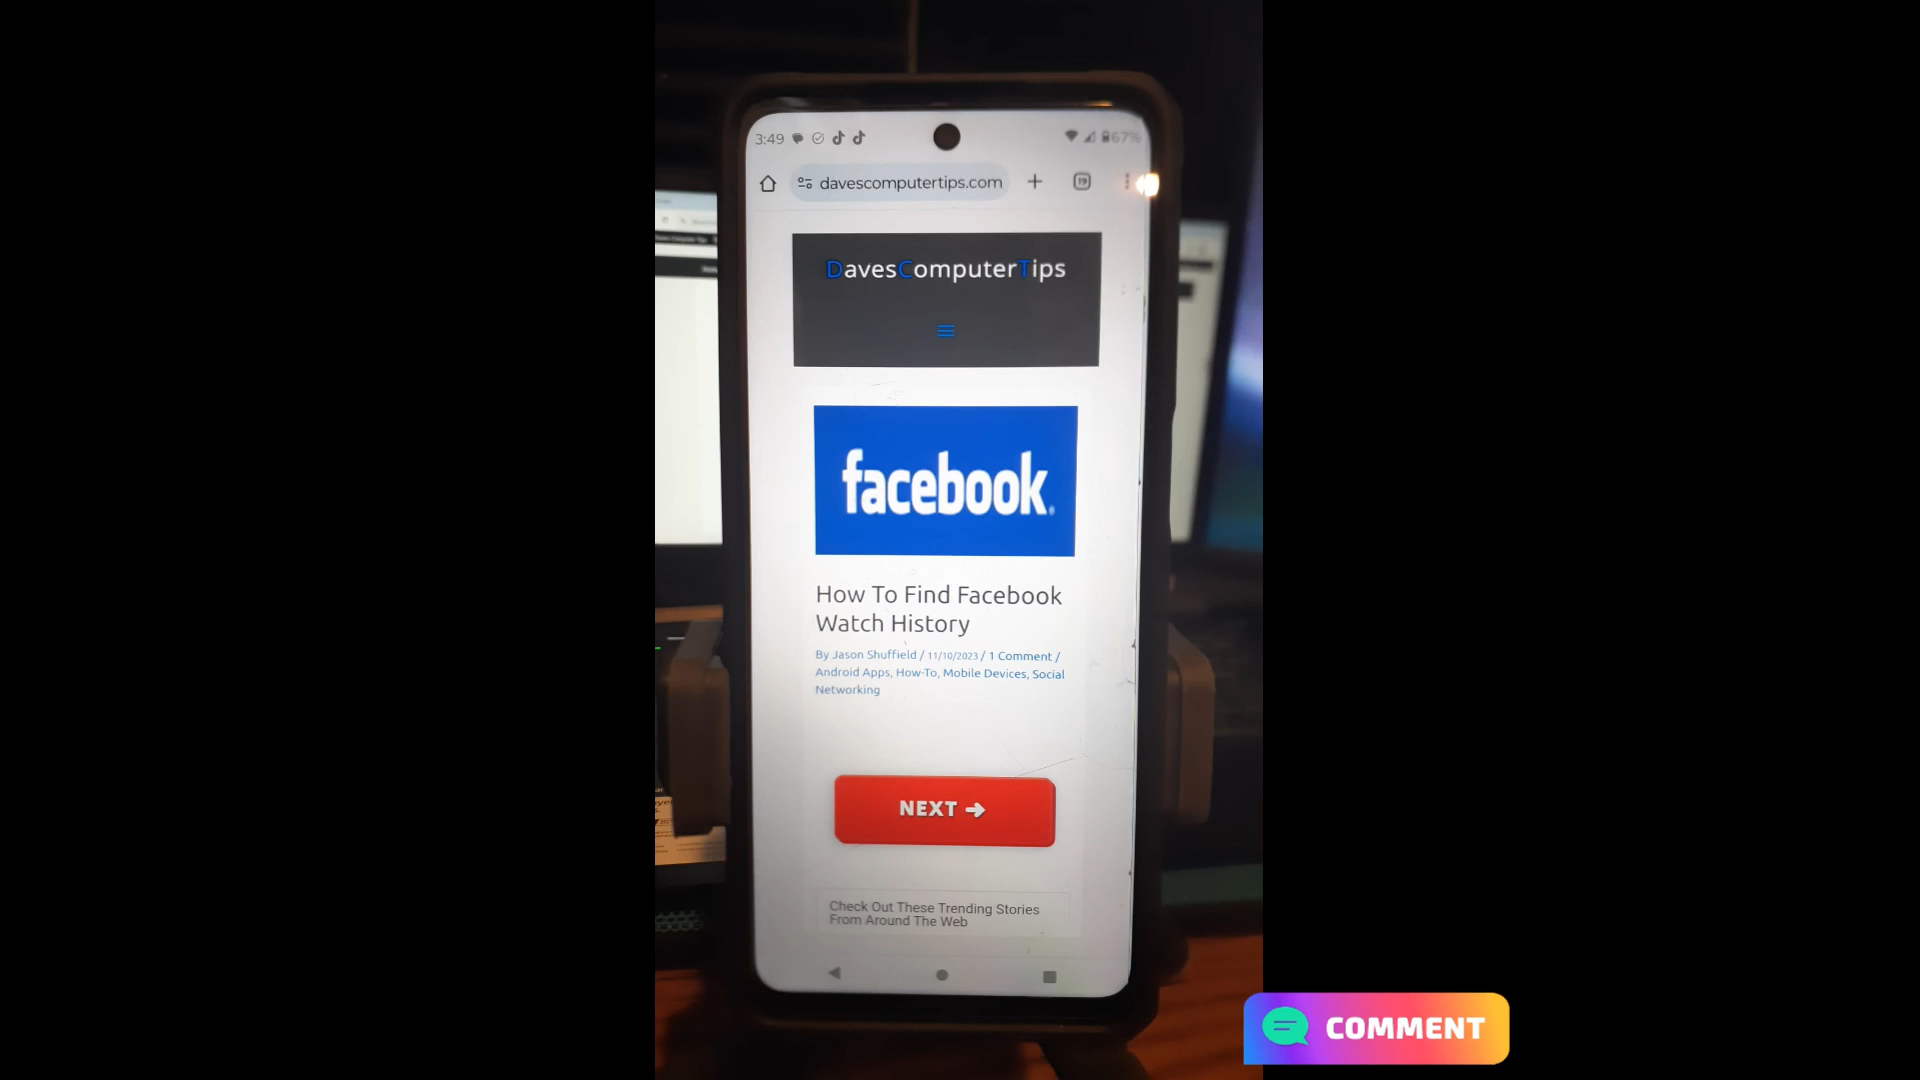 3:49 67%
davescomputertips.com 19
DavesComputerTips
facebook®
How To Find Facebook
Watch History
By Jason Shuffield / 11/10/2023 / 1 Comment /
Android Apps, How-To, Mobile Devices, Social
Networking
NEXT →
Check Out These Trending Stories
From Around The Web
COMMENT